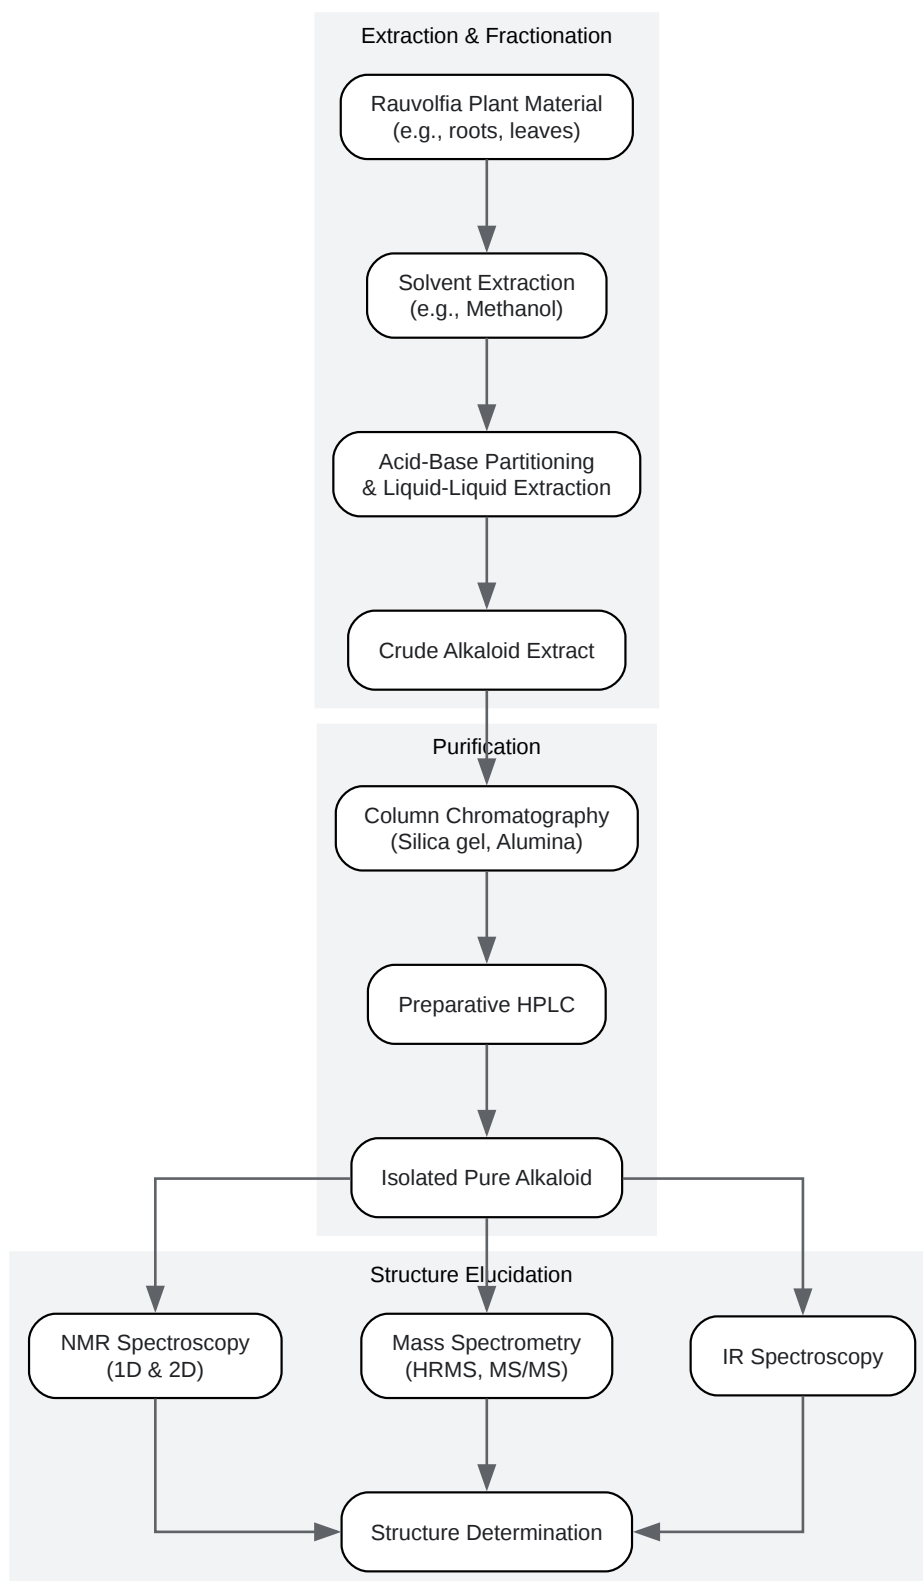 Extraction & Fractionation
Rauvolfia Plant Material
(e.g., roots, leaves)
Solvent Extraction
(e.g., Methanol)
Acid-Base Partitioning
& Liquid-Liquid Extraction
Crude Alkaloid Extract
Purification
Column Chromatography
(Silica gel, Alumina)
Preparative HPLC
Isolated Pure Alkaloid
Structure Elucidation
NMR Spectroscopy
(1D & 2D)
Mass Spectrometry
(HRMS, MS/MS)
IR Spectroscopy
Structure Determination